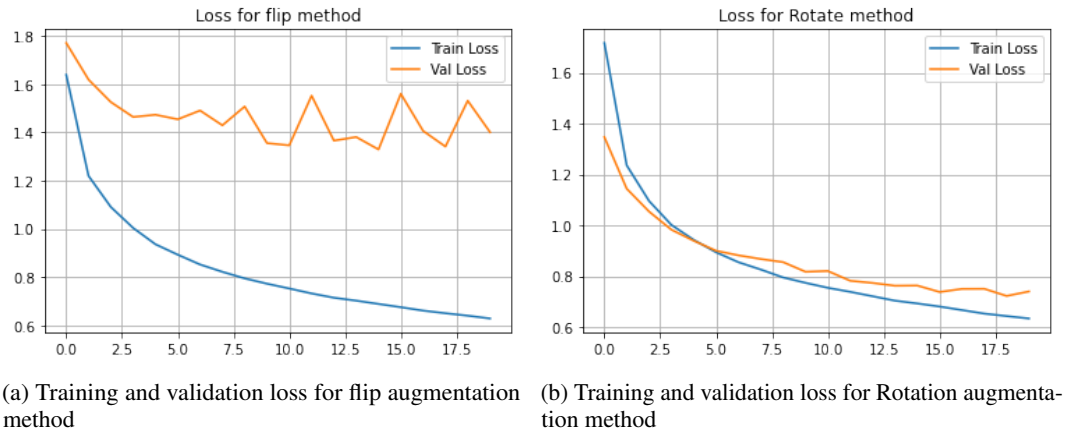 Loss for flip method
Train Loss
Val Loss
1.8
1.6
1.4
1.2
1.0
0.8
0.6
0.0 2.5 5.0 7.5 10.0 12.5 15.0 17.5
(a) Training and validation loss for flip augmentation
method
Loss for Rotate method
Train Loss
Val Loss
1.6
1.4
1.2
1.0
0.8
0.6
0.0 2.5 5.0 7.5 10.0 12.5 15.0 17.5
(b) Training and validation loss for Rotation augmenta-
tion method